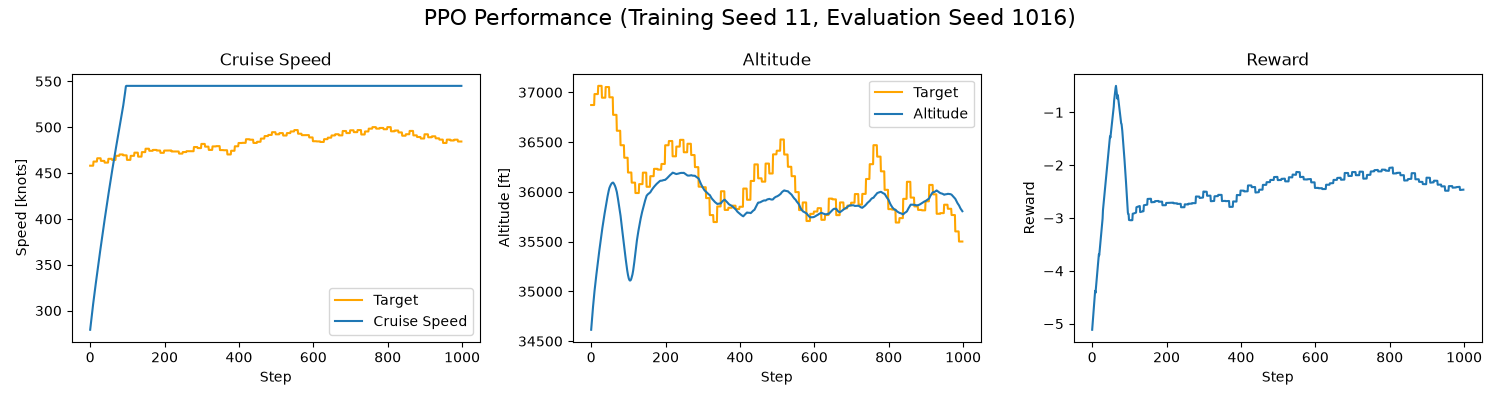 PPO Performance (Training Seed 11, Evaluation Seed 1016)
Cruise Speed
Speed [knots]
550
500
450
400
350
300
Target
Cruise Speed
0 200 400 600 800 1000
Step
Altitude
Altitude [ft]
37000
36500
36000
35500
35000
34500
Target
Altitude
0 200 400 600 800 1000
Step
Reward
Reward
−1
−2
−3
−4
−5
0 200 400 600 800 1000
Step